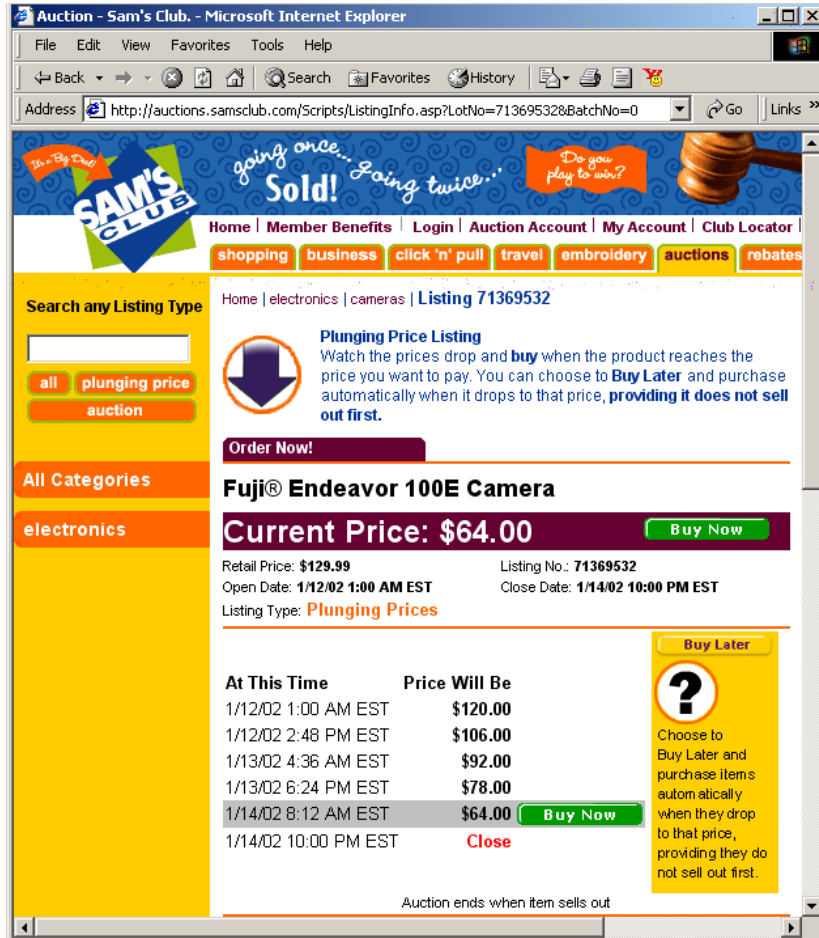 Auction - Sam's Club. - Microsoft Internet Explorer
File Edit View Favorites Tools Help
Back Search Favorites History
Address http://auctions.samsclub.com/Scripts/ListingInfo.asp?LotNo=71369532&BatchNo=0 Go Links »
It's a Big Deal!
SAM'S CLUB
going once... going twice... Sold!
Do you play to win?
Home | Member Benefits | Login | Auction Account | My Account | Club Locator |
shopping business click 'n' pull travel embroidery auctions rebates
Search any Listing Type
all plunging price
auction
All Categories
electronics
Home | electronics | cameras | Listing 71369532
Plunging Price Listing
Watch the prices drop and buy when the product reaches the
price you want to pay. You can choose to Buy Later and purchase
automatically when it drops to that price, providing it does not sell
out first.
Order Now!
Fuji® Endeavor 100E Camera
Current Price: $64.00 Buy Now
Retail Price: $129.99 Listing No.: 71369532
Open Date: 1/12/02 1:00 AM EST Close Date: 1/14/02 10:00 PM EST
Listing Type: Plunging Prices
At This Time Price Will Be
1/12/02 1:00 AM EST $120.00
1/12/02 2:48 PM EST $106.00
1/13/02 4:36 AM EST $92.00
1/13/02 6:24 PM EST $78.00
1/14/02 8:12 AM EST $64.00 Buy Now
1/14/02 10:00 PM EST Close
Buy Later
?
Choose to
Buy Later and
purchase items
automatically
when they drop
to that price,
providing they do
not sell out first.
Auction ends when item sells out